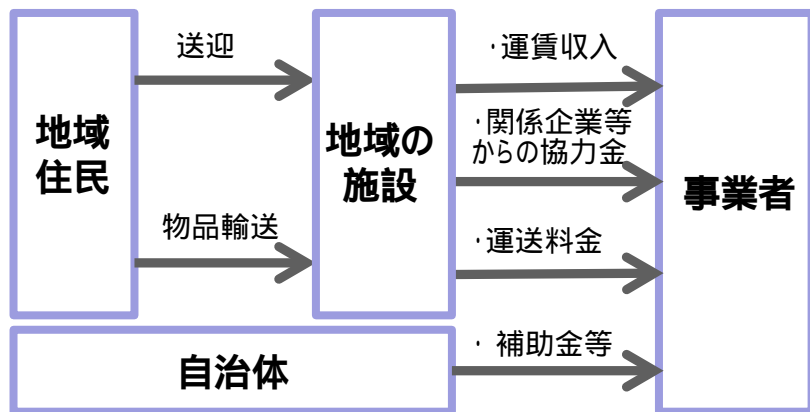 地域
住民
送迎
物品輸送
地域の
施設
・運賃収入
・関係企業等
からの協力金
・運送料金
・ 補助金等
事業者
自治体